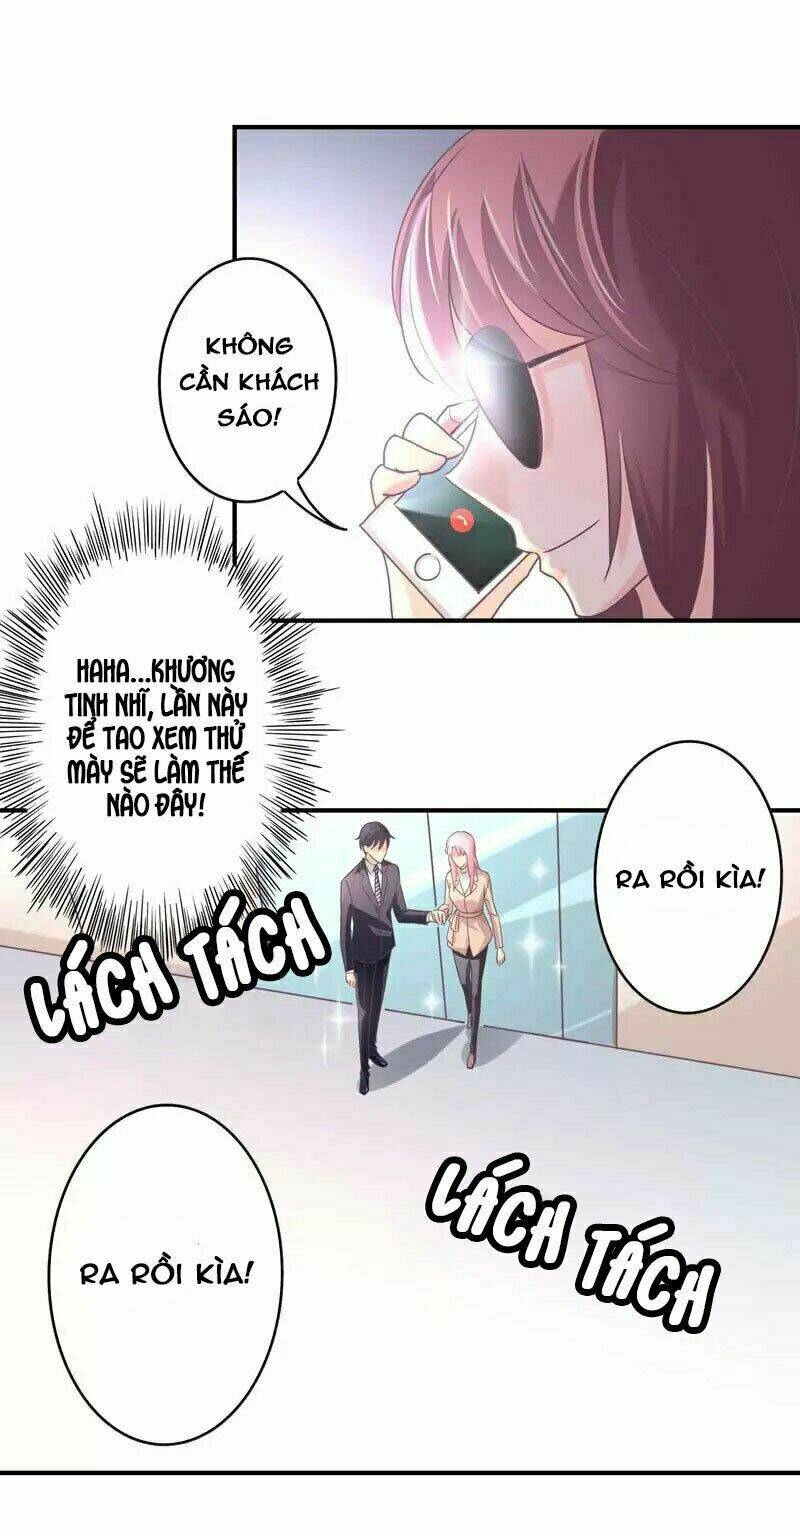 KHÔNG
CẦN KHÁCH
SÁO!
HAHA...KHƯƠNG
TINH NHĨ, LẦN NÀY
ĐỂ TAO XEM THỬ
MÀY SẼ LÀM THẾ
NÀO ĐÂY!
RA RỒI KÌA!
LÁCH TÁCH
LÁCH TÁCH
RA RỒI KÌA!